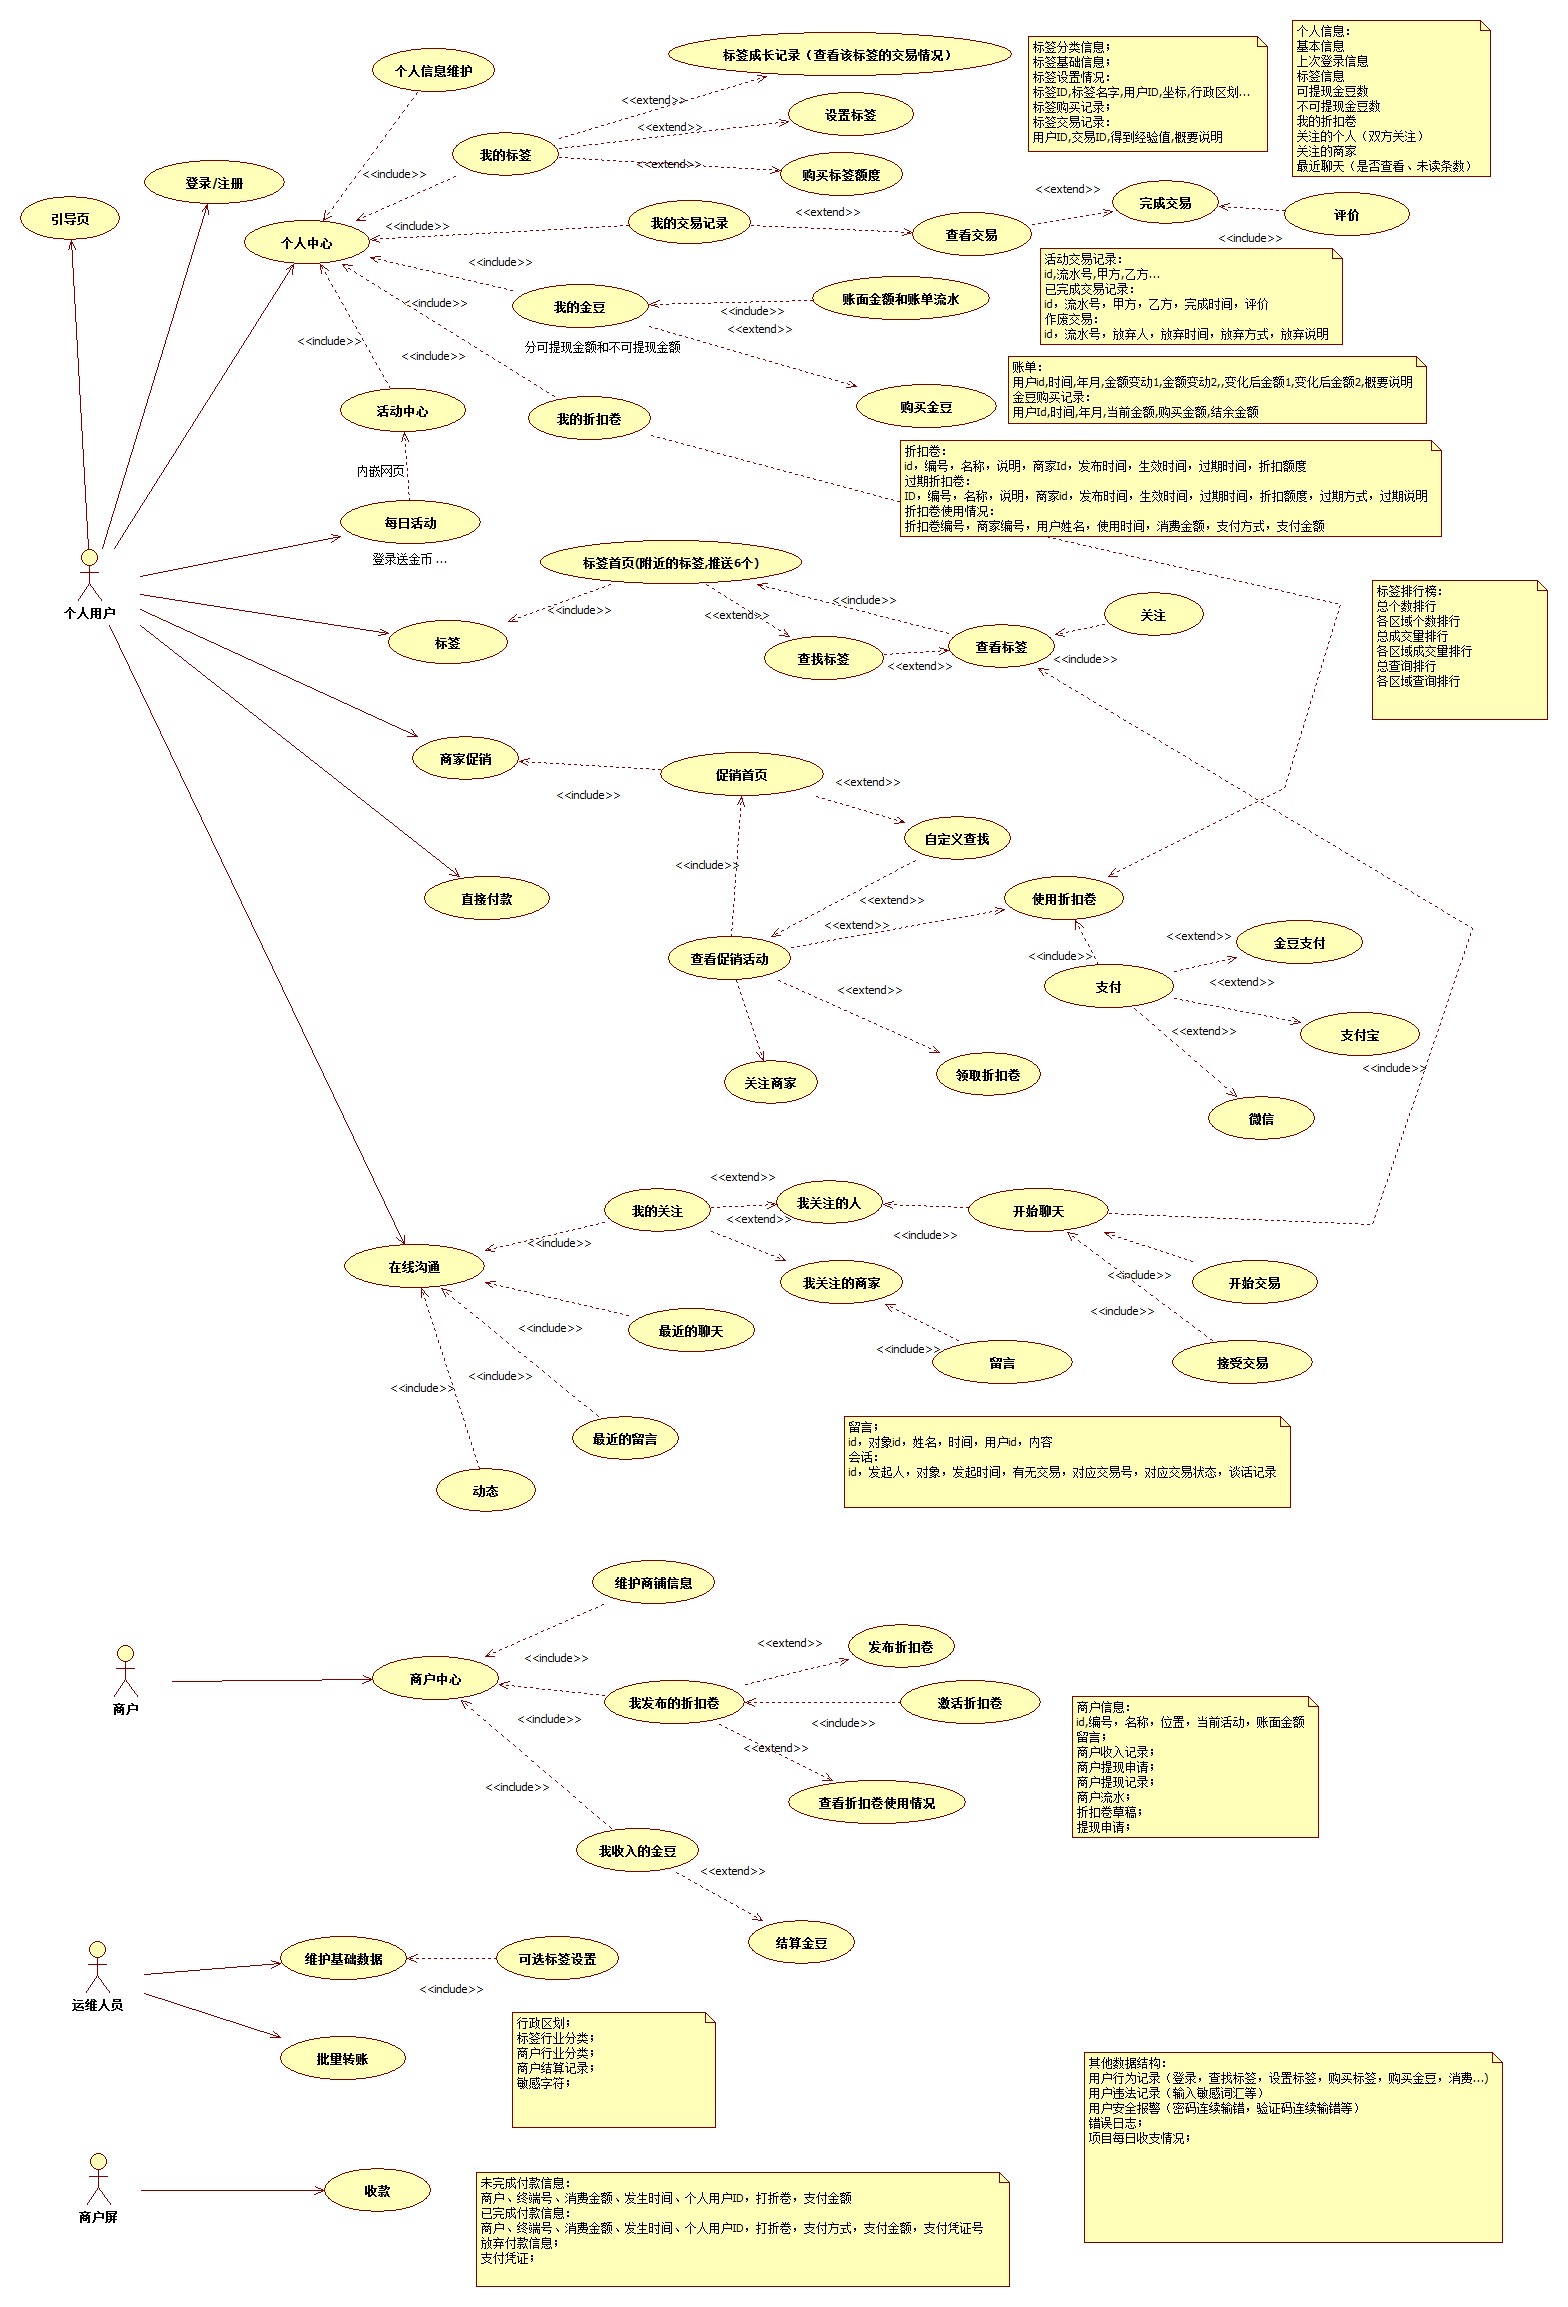 个人信息维护
标签成长记录（查看该标签的交易情况）
<<extend>>
设置标签
<<extend>>
我的标签
<<extend>>
购买标签额度
登录/注册
<<include>>
引导页
个人中心
<<include>>
我的交易记录
<<extend>>
查看交易
<<extend>>
完成交易
评价
<<include>>
标签分类信息；
标签基础信息；
标签设置情况：
标签ID,标签名字,用户ID,坐标,行政区划...
标签购买记录；
标签交易记录：
用户ID,交易ID,得到经验值,概要说明
个人信息：
基本信息
上次登录信息
标签信息
可提现金豆数
不可提现金豆数
我的折扣卷
关注的个人（双方关注）
关注的商家
最近聊天（是否查看、未读条数）
<<include>>
<<include>>
我的金豆
账面金额和账单流水
<<include>>
<<extend>>
分可提现金额和不可提现金额
<<include>>
<<include>>
购买金豆
活动中心
我的折扣卷
活动交易记录：
id,流水号,甲方,乙方...
已完成交易记录：
id，流水号，甲方，乙方，完成时间，评价
作废交易：
id，流水号，放弃人，放弃时间，放弃方式，放弃说明
账单：
用户id,时间,年月,金额变动1,金额变动2,,变化后金额1,变化后金额2,概要说明
金豆购买记录：
用户Id,时间,年月,当前金额,购买金额,结余金额
内嵌网页
每日活动
登录送金币 ...
折扣卷：
id，编号，名称，说明，商家Id，发布时间，生效时间，过期时间，折扣额度
过期折扣卷：
ID，编号，名称，说明，商家id，发布时间，生效时间，过期时间，折扣额度，过期方式，过期说明
折扣卷使用情况：
折扣卷编号，商家编号，用户姓名，使用时间，消费金额，支付方式，支付金额
个人用户
标签首页(附近的标签,推送6个）
<<include>>
<<extend>>
<<include>>
标签
查找标签
<<extend>>
查看标签
关注
<<include>>
标签排行榜：
总个数排行
各区域个数排行
总成交量排行
各区域成交量排行
总查询排行
各区域查询排行
商家促销
<<include>>
促销首页
<<extend>>
自定义查找
<<include>>
<<extend>>
直接付款
使用折扣卷
<<extend>>
查看促销活动
<<include>>
<<extend>>
金豆支付
支付
<<extend>>
<<extend>>
<<extend>>
支付宝
<<include>>
关注商家
领取折扣卷
微信
<<extend>>
我的关注
<<extend>>
我关注的人
开始聊天
<<include>>
<<include>>
在线沟通
我关注的商家
<<include>>
开始交易
<<include>>
<<include>>
最近的聊天
<<include>>
留言
接受交易
<<include>>
<<include>>
最近的留言
动态
留言；
id，对象id，姓名，时间，用户id，内容
会话：
id，发起人，对象，发起时间，有无交易，对应交易号，对应交易状态，谈话记录
维护商铺信息
<<extend>>
发布折扣卷
<<include>>
商户中心
商户
我发布的折扣卷
激活折扣卷
<<include>>
<<include>>
<<extend>>
<<include>>
查看折扣卷使用情况
商户信息：
id,编号，名称，位置，当前活动，账面金额
留言；
商户收入记录；
商户提现申请；
商户提现记录；
商户流水；
折扣卷草稿；
提现申请；
我收入的金豆
<<extend>>
结算金豆
维护基础数据
可选标签设置
<<include>>
运维人员
批量转账
行政区划；
标签行业分类；
商户行业分类；
商户结算记录；
敏感字符；
其他数据结构：
用户行为记录（登录，查找标签，设置标签，购买标签，购买金豆，消费...）
用户违法记录（输入敏感词汇等）
用户安全报警（密码连续输错，验证码连续输错等）
错误日志；
项目每日收支情况；
商户屏
收款
未完成付款信息：
商户、终端号、消费金额、发生时间、个人用户ID，打折卷，支付金额
已完成付款信息：
商户、终端号、消费金额、发生时间、个人用户ID，打折卷，支付方式，支付金额，支付凭证号
放弃付款信息；
支付凭证；